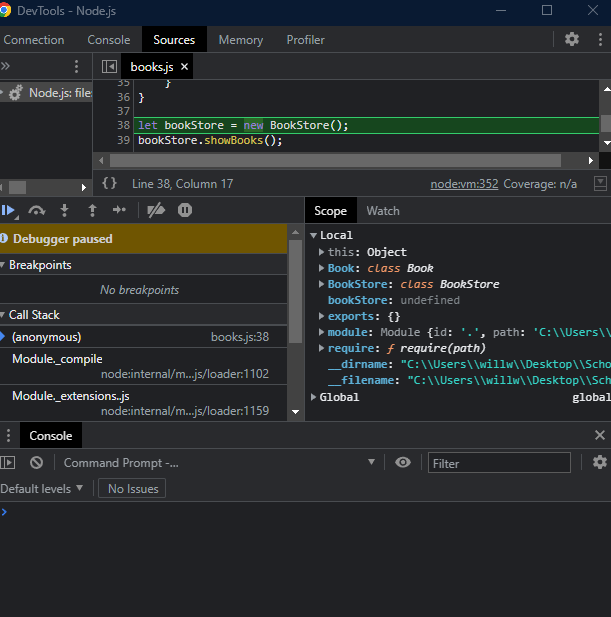 DevTools - Node.js
Connection Console Sources Memory Profiler
» books.js ×
Node.js: file:
35 }
36 }
37
38 let bookStore = new BookStore();
39 bookStore.showBooks();
{} Line 38, Column 17 node:vm:352 Coverage: n/a
Debugger paused
Breakpoints
No breakpoints
Call Stack
(anonymous) books.js:38
Module._compile
node:internal/m...js/loader:1102
Module._extensions..js
node:internal/m...js/loader:1159
Scope Watch
Local
this: Object
Book: class Book
BookStore: class BookStore
bookStore: undefined
exports: {}
module: Module {id: '.', path: 'C:\\Users\\
require: ƒ require(path)
__dirname: "C:\\Users\\willw\\Desktop\\Scho
__filename: "C:\\Users\\willw\\Desktop\\Sch
Global global
Console
Command Prompt -... Filter
Default levels No Issues